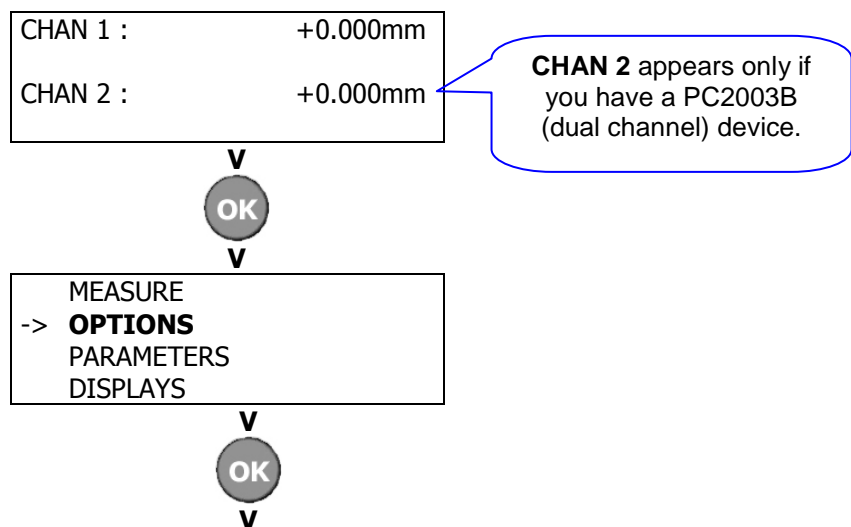 CHAN 1 : +0.000mm
CHAN 2 : +0.000mm
CHAN 2 appears only if
you have a PC2003B
(dual channel) device.
v
OK
v
MEASURE
-> OPTIONS
PARAMETERS
DISPLAYS
v
OK
v